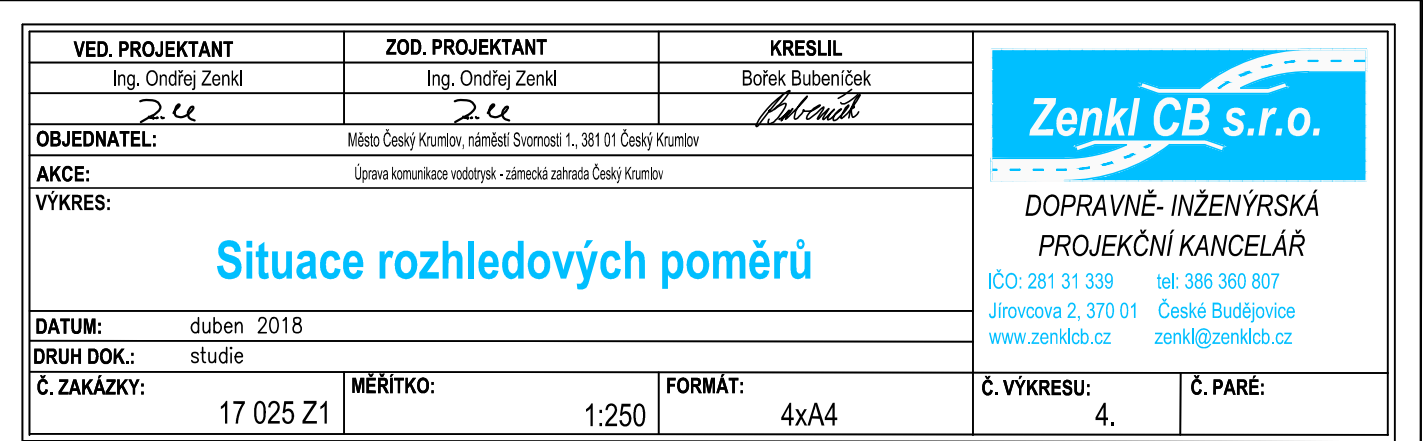 VED. PROJEKTANT ZOD. PROJEKTANT KRESLIL
Ing. Ondřej Zenkl Ing. Ondřej Zenkl Bořek Bubeníček
Bubeníček
OBJEDNATEL: Město Český Krumlov, náměstí Svornosti 1., 381 01 Český Krumlov
AKCE: Úprava komunikace vodotrysk - zámecká zahrada Český Krumlov
VÝKRES:
Situace rozhledových poměrů
DATUM: duben 2018
DRUH DOK.: studie
Zenkl CB s.r.o.
DOPRAVNĚ- INŽENÝRSKÁ
PROJEKČNÍ KANCELÁŘ
IČO: 281 31 339 tel: 386 360 807
Jírovcova 2, 370 01 České Budějovice
www.zenklcb.cz zenkl@zenklcb.cz
Č. ZAKÁZKY: MĚŘÍTKO: FORMÁT: Č. VÝKRESU: Č. PARÉ:
17 025 Z1 1:250 4xA4 4.